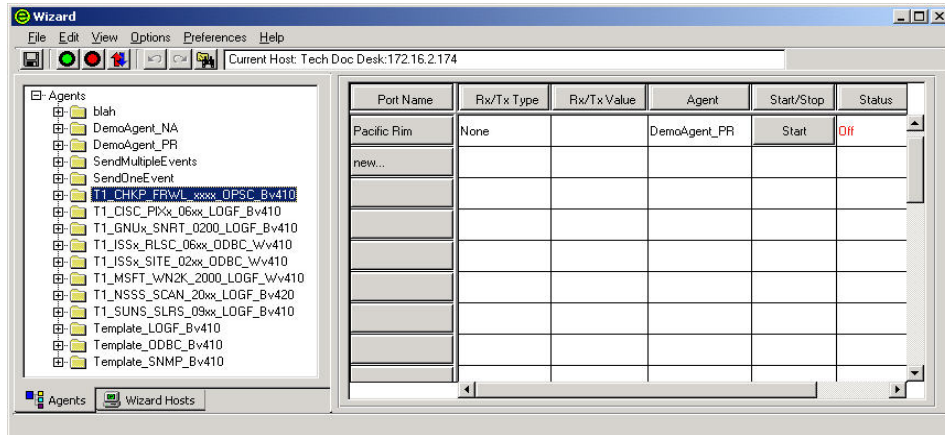 Wizard
File Edit View Options Preferences Help
Current Host: Tech Doc Desk:172.16.2.174
Agents
blah
DemoAgent_NA
DemoAgent_PR
SendMultipleEvents
SendOneEvent
T1_CHKP_FRWL_xxxx_OPSC_Bv410
T1_CISC_PIXx_06xx_LOGF_Bv410
T1_GNUx_SNRT_0200_LOGF_Bv410
T1_ISSx_RLSC_06xx_ODBC_Wv410
T1_ISSx_SITE_02xx_ODBC_Wv410
T1_MSFT_WN2K_2000_LOGF_Wv410
T1_NSSS_SCAN_20xx_LOGF_Bv420
T1_SUNS_SLRS_09xx_LOGF_Bv410
Template_LOGF_Bv410
Template_ODBC_Bv410
Template_SNMP_Bv410
Agents Wizard Hosts
Port Name Rx/Tx Type Rx/Tx Value Agent Start/Stop Status
Pacific Rim None DemoAgent_PR Start Off
new...